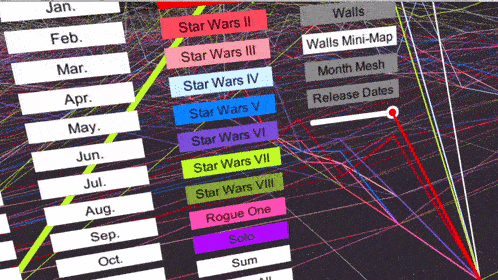 Jan.
Feb.
Mar.
Apr.
May.
Jun.
Jul.
Aug.
Sep.
Oct.
Star Wars II
Star Wars III
Star Wars IV
Star Wars V
Star Wars VI
Star Wars VII
Star Wars VIII
Rogue One
Solo
Sum
All
Walls
Walls Mini-Map
Month Mesh
Release Dates